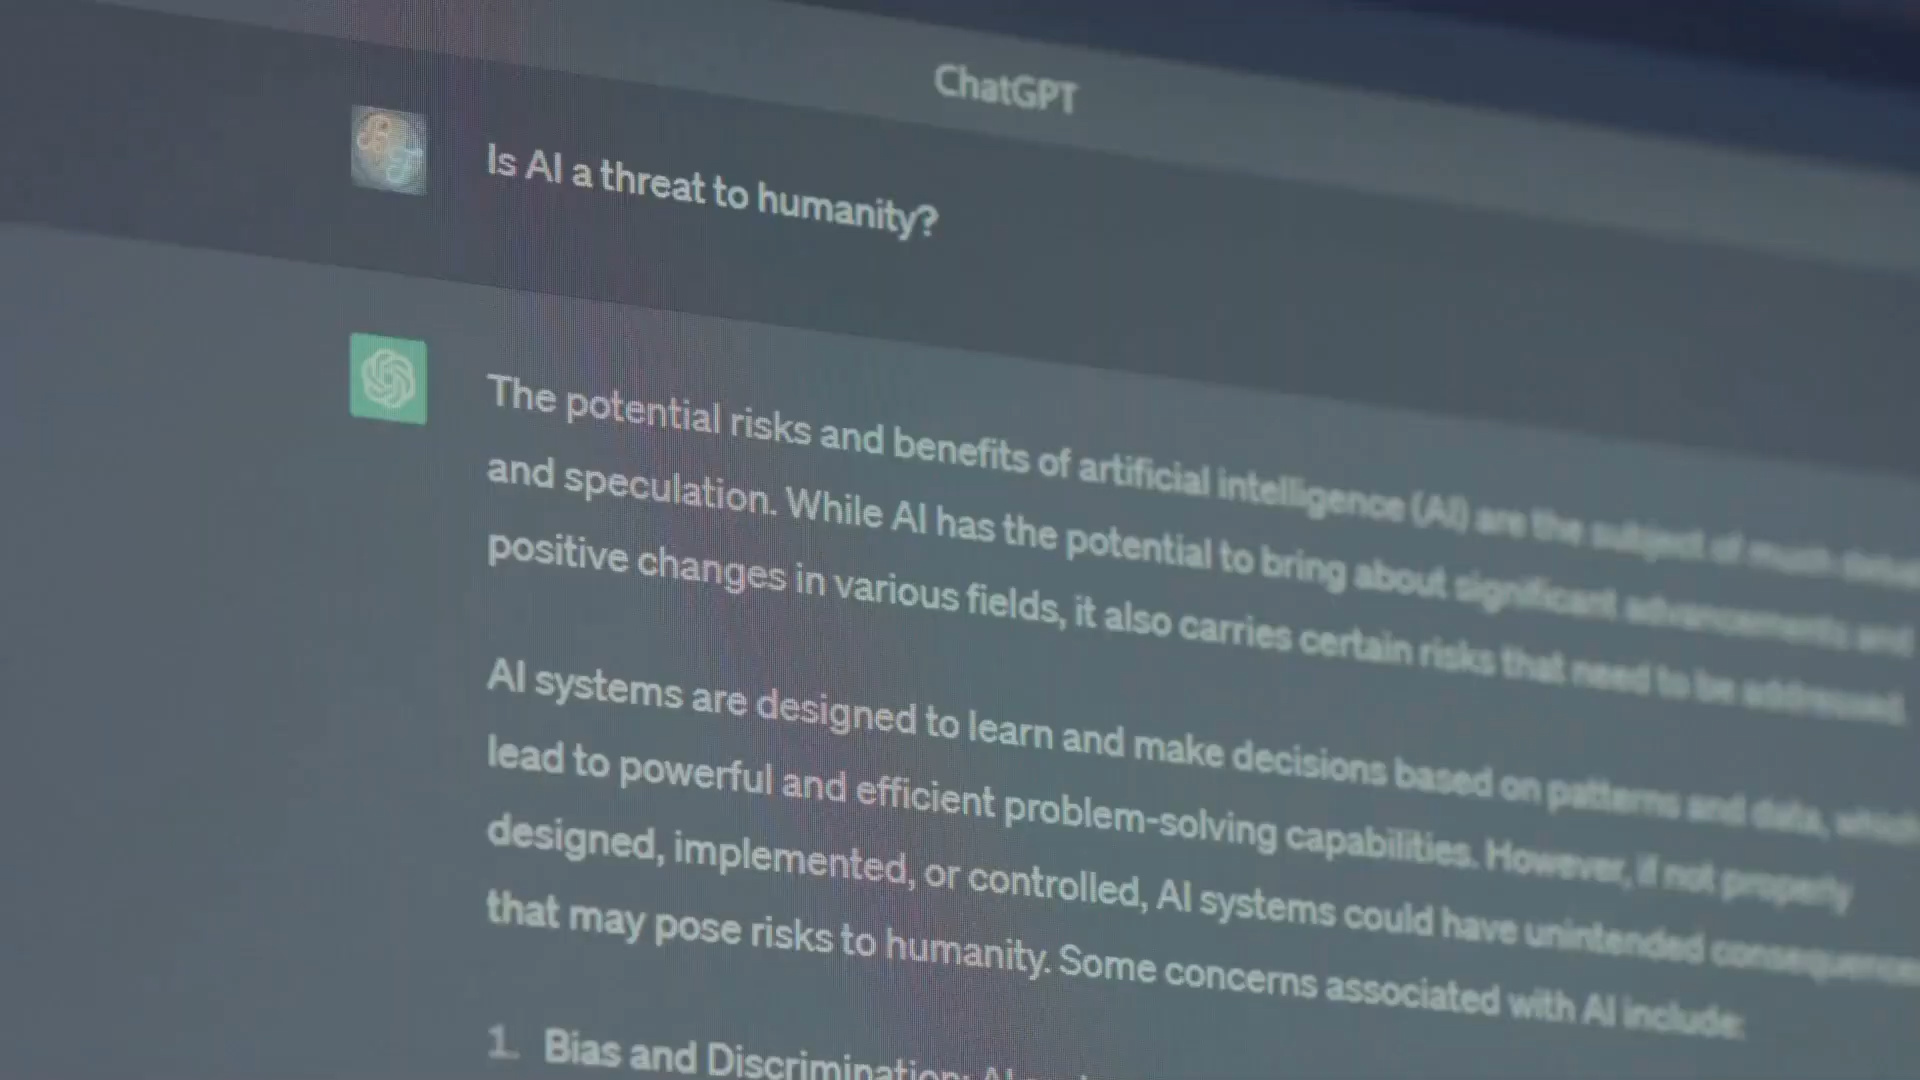 ChatGPT
Is AI a threat to humanity?
The potential risks and benefits of artificial intelligence (AI) are the subject of much
and speculation. While AI has the potential to bring about significant advancements and
positive changes in various fields, it also carries certain risks that need to be addressed.
AI systems are designed to learn and make decisions based on patterns and data, which
lead to powerful and efficient problem-solving capabilities. However, if not properly
designed, implemented, or controlled, AI systems could have unintended
that may pose risks to humanity. Some concerns associated with AI include:
1. Bias and Discrimination: AI